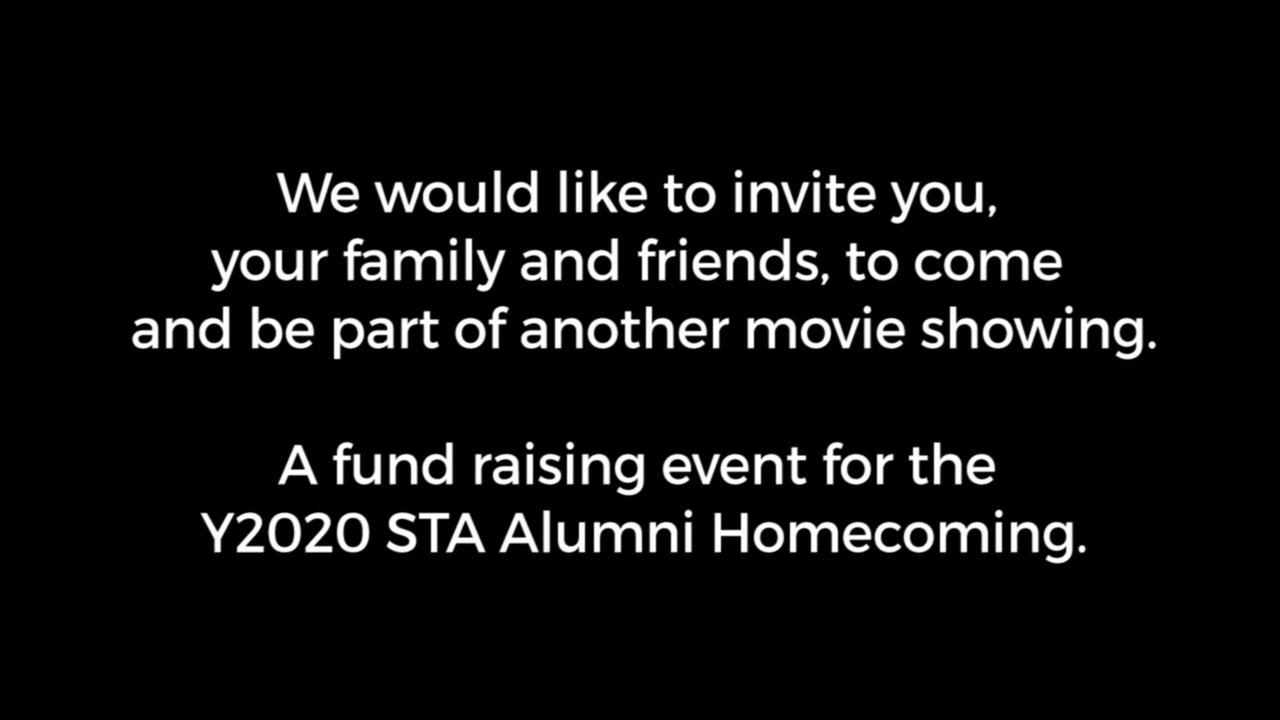 We would like to invite you,
your family and friends, to come
and be part of another movie showing.
A fund raising event for the
Y2020 STA Alumni Homecoming.